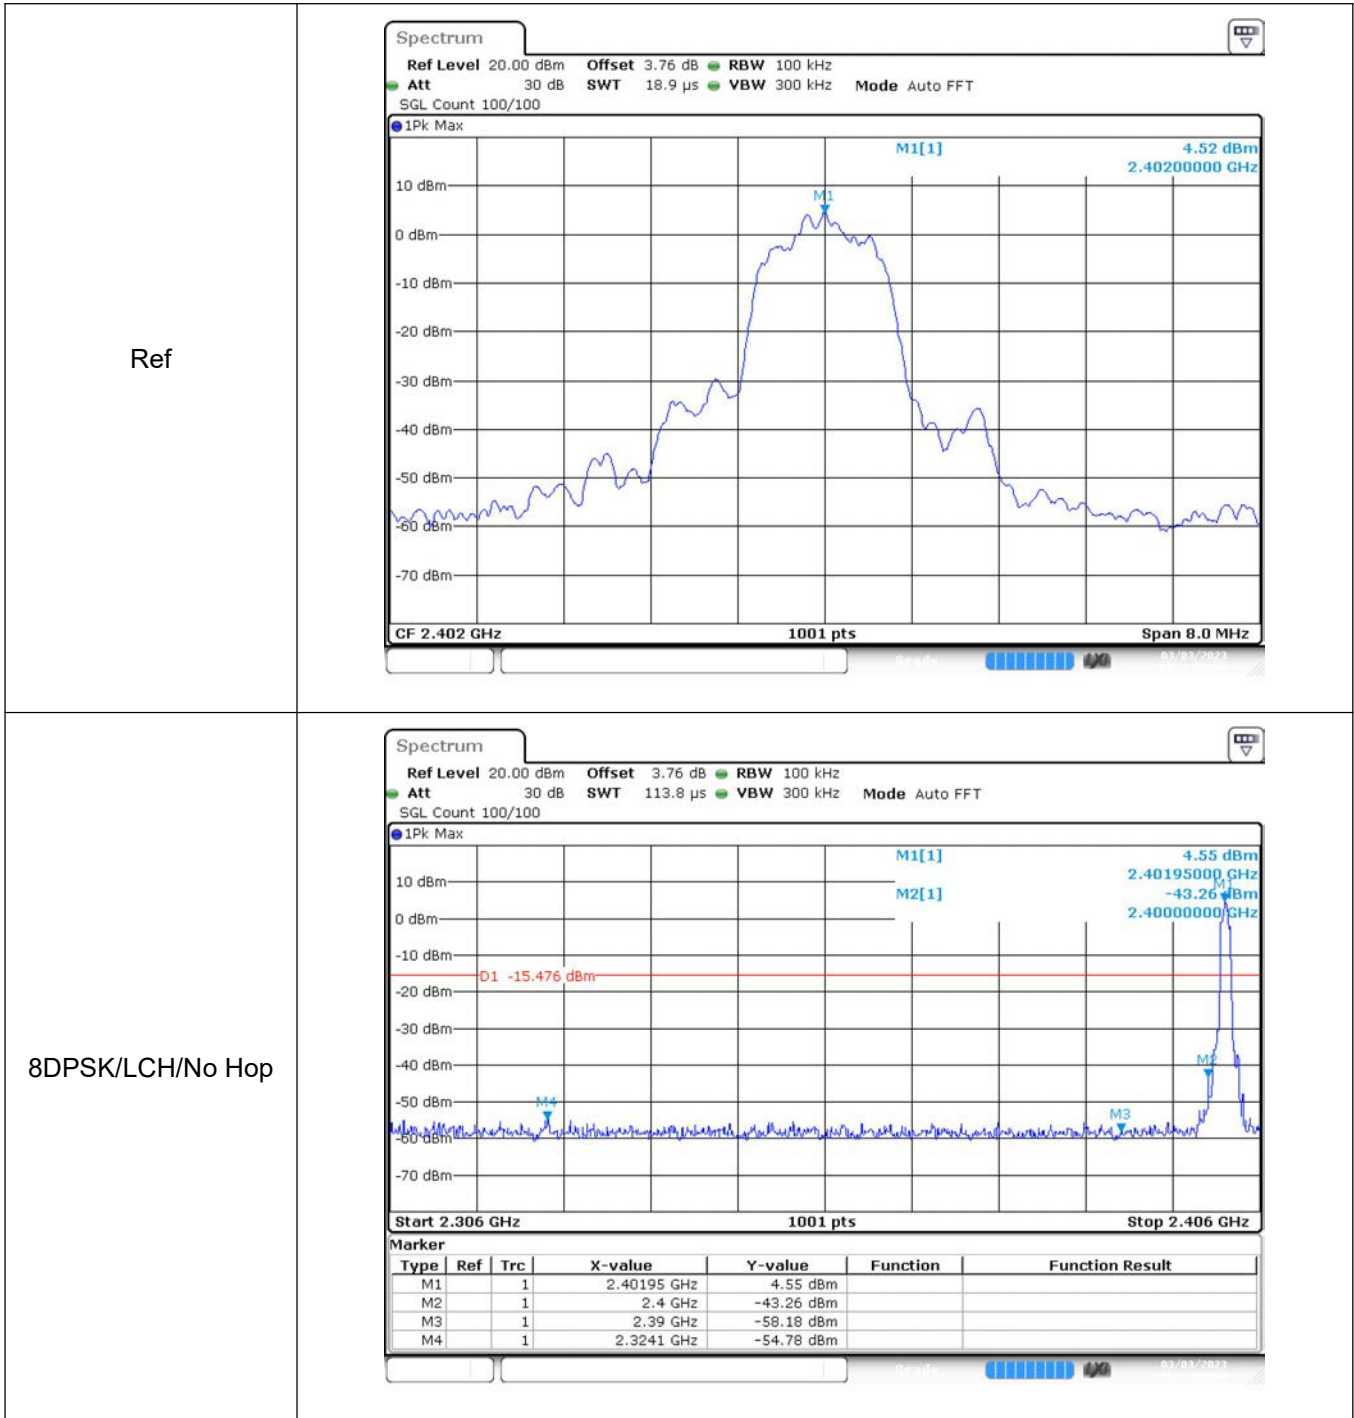 Ref
Spectrum
Ref Level 20.00 dBm Offset 3.76 dB RBW 100 kHz
Att 30 dB SWT 18.9 µs VBW 300 kHz Mode Auto FFT
SGL Count 100/100
1Pk Max
M1[1] 4.52 dBm
2.40200000 GHz
10 dBm
M1
0 dBm
-10 dBm
-20 dBm
-30 dBm
-40 dBm
-50 dBm
-60 dBm
-70 dBm
CF 2.402 GHz 1001 pts Span 8.0 MHz
Ready 03/03/2023
8DPSK/LCH/No Hop
Spectrum
Ref Level 20.00 dBm Offset 3.76 dB RBW 100 kHz
Att 30 dB SWT 113.8 µs VBW 300 kHz Mode Auto FFT
SGL Count 100/100
1Pk Max
M1[1] 4.55 dBm
2.40195000 GHz
10 dBm
M1
M2[1] -43.26 dBm
2.40000000 GHz
0 dBm
-10 dBm
D1 -15.476 dBm
-20 dBm
-30 dBm
-40 dBm
M2
-50 dBm
M4
M3
-60 dBm
-70 dBm
Start 2.306 GHz 1001 pts Stop 2.406 GHz
Marker
Type Ref Trc X-value Y-value Function Function Result
M1 1 2.40195 GHz 4.55 dBm
M2 1 2.4 GHz -43.26 dBm
M3 1 2.39 GHz -58.18 dBm
M4 1 2.3241 GHz -54.78 dBm
Ready 03/03/2023